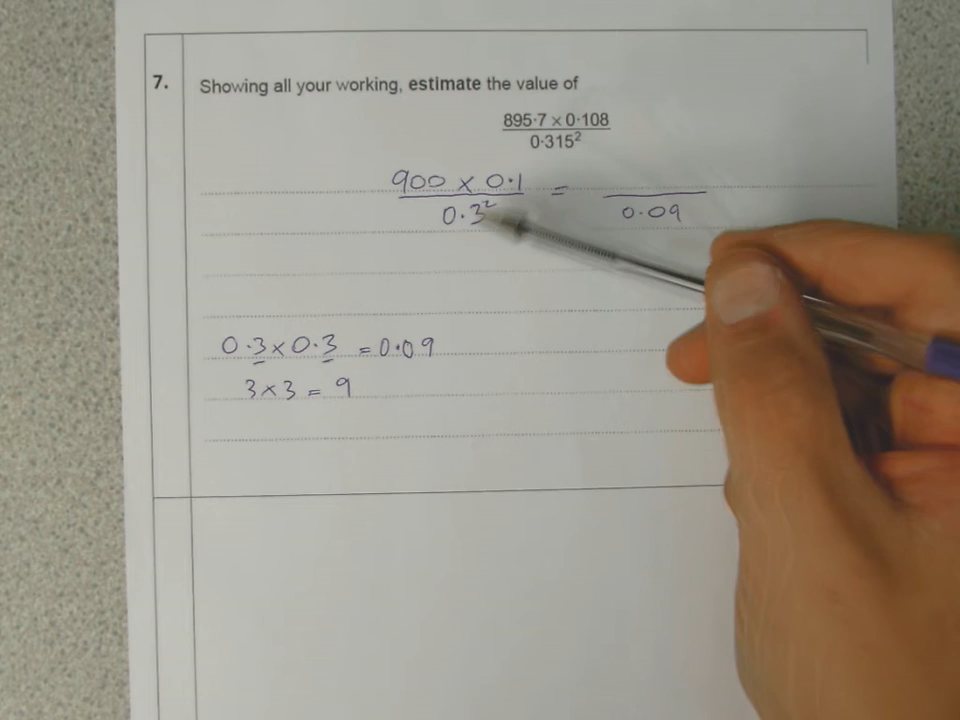 7. Showing all your working, estimate the value of
895·7 × 0·108
0·315²
900 × 0.1 =
0.3² 0.09
0.3 × 0.3 = 0.09
3 × 3 = 9